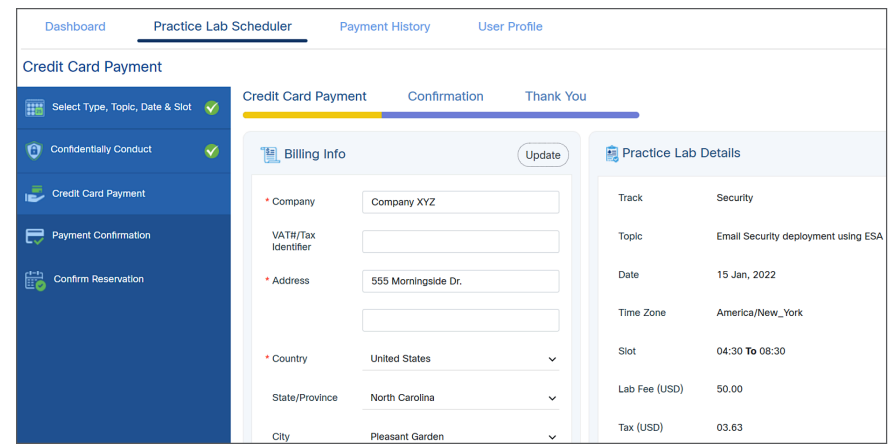 Dashboard Practice Lab Scheduler Payment History User Profile
Credit Card Payment
Select Type, Topic, Date & Slot
Confidentially Conduct
Credit Card Payment
Payment Confirmation
Confirm Reservation
Credit Card Payment Confirmation Thank You
Billing Info Update
* Company Company XYZ
VAT#/Tax
Identifier
* Address 555 Morningside Dr.
* Country United States
State/Province North Carolina
City Pleasant Garden
Practice Lab Details
Track Security
Topic Email Security deployment using ESA
Date 15 Jan, 2022
Time Zone America/New_York
Slot 04:30 To 08:30
Lab Fee (USD) 50.00
Tax (USD) 03.63